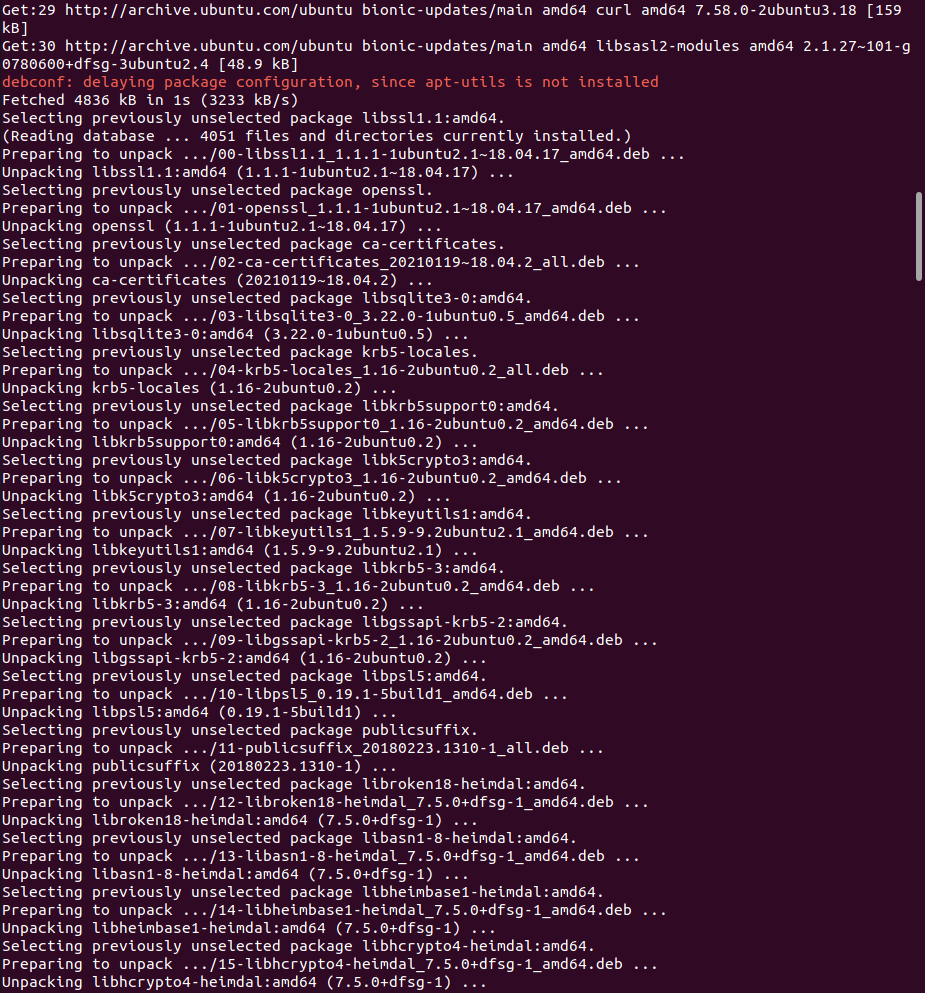 Get:29 http://archive.ubuntu.com/ubuntu bionic-updates/main amd64 curl amd64 7.58.0-2ubuntu3.18 [159
kB]
Get:30 http://archive.ubuntu.com/ubuntu bionic-updates/main amd64 libsasl2-modules amd64 2.1.27~101-g
0780600+dfsg-3ubuntu2.4 [48.9 kB]
debconf: delaying package configuration, since apt-utils is not installed
Fetched 4836 kB in 1s (3233 kB/s)
Selecting previously unselected package libssl1.1:amd64.
(Reading database ... 4051 files and directories currently installed.)
Preparing to unpack .../00-libssl1.1_1.1.1-1ubuntu2.1~18.04.17_amd64.deb ...
Unpacking libssl1.1:amd64 (1.1.1-1ubuntu2.1~18.04.17) ...
Selecting previously unselected package openssl.
Preparing to unpack .../01-openssl_1.1.1-1ubuntu2.1~18.04.17_amd64.deb ...
Unpacking openssl (1.1.1-1ubuntu2.1~18.04.17) ...
Selecting previously unselected package ca-certificates.
Preparing to unpack .../02-ca-certificates_20210119~18.04.2_all.deb ...
Unpacking ca-certificates (20210119~18.04.2) ...
Selecting previously unselected package libsqlite3-0:amd64.
Preparing to unpack .../03-libsqlite3-0_3.22.0-1ubuntu0.5_amd64.deb ...
Unpacking libsqlite3-0:amd64 (3.22.0-1ubuntu0.5) ...
Selecting previously unselected package krb5-locales.
Preparing to unpack .../04-krb5-locales_1.16-2ubuntu0.2_all.deb ...
Unpacking krb5-locales (1.16-2ubuntu0.2) ...
Selecting previously unselected package libkrb5support0:amd64.
Preparing to unpack .../05-libkrb5support0_1.16-2ubuntu0.2_amd64.deb ...
Unpacking libkrb5support0:amd64 (1.16-2ubuntu0.2) ...
Selecting previously unselected package libk5crypto3:amd64.
Preparing to unpack .../06-libk5crypto3_1.16-2ubuntu0.2_amd64.deb ...
Unpacking libk5crypto3:amd64 (1.16-2ubuntu0.2) ...
Selecting previously unselected package libkeyutils1:amd64.
Preparing to unpack .../07-libkeyutils1_1.5.9-9.2ubuntu2.1_amd64.deb ...
Unpacking libkeyutils1:amd64 (1.5.9-9.2ubuntu2.1) ...
Selecting previously unselected package libkrb5-3:amd64.
Preparing to unpack .../08-libkrb5-3_1.16-2ubuntu0.2_amd64.deb ...
Unpacking libkrb5-3:amd64 (1.16-2ubuntu0.2) ...
Selecting previously unselected package libgssapi-krb5-2:amd64.
Preparing to unpack .../09-libgssapi-krb5-2_1.16-2ubuntu0.2_amd64.deb ...
Unpacking libgssapi-krb5-2:amd64 (1.16-2ubuntu0.2) ...
Selecting previously unselected package libpsl5:amd64.
Preparing to unpack .../10-libpsl5_0.19.1-5build1_amd64.deb ...
Unpacking libpsl5:amd64 (0.19.1-5build1) ...
Selecting previously unselected package publicsuffix.
Preparing to unpack .../11-publicsuffix_20180223.1310-1_all.deb ...
Unpacking publicsuffix (20180223.1310-1) ...
Selecting previously unselected package libroken18-heimdal:amd64.
Preparing to unpack .../12-libroken18-heimdal_7.5.0+dfsg-1_amd64.deb ...
Unpacking libroken18-heimdal:amd64 (7.5.0+dfsg-1) ...
Selecting previously unselected package libasn1-8-heimdal:amd64.
Preparing to unpack .../13-libasn1-8-heimdal_7.5.0+dfsg-1_amd64.deb ...
Unpacking libasn1-8-heimdal:amd64 (7.5.0+dfsg-1) ...
Selecting previously unselected package libheimbase1-heimdal:amd64.
Preparing to unpack .../14-libheimbase1-heimdal_7.5.0+dfsg-1_amd64.deb ...
Unpacking libheimbase1-heimdal:amd64 (7.5.0+dfsg-1) ...
Selecting previously unselected package libhcrypto4-heimdal:amd64.
Preparing to unpack .../15-libhcrypto4-heimdal_7.5.0+dfsg-1_amd64.deb ...
Unpacking libhcrypto4-heimdal:amd64 (7.5.0+dfsg-1) ...